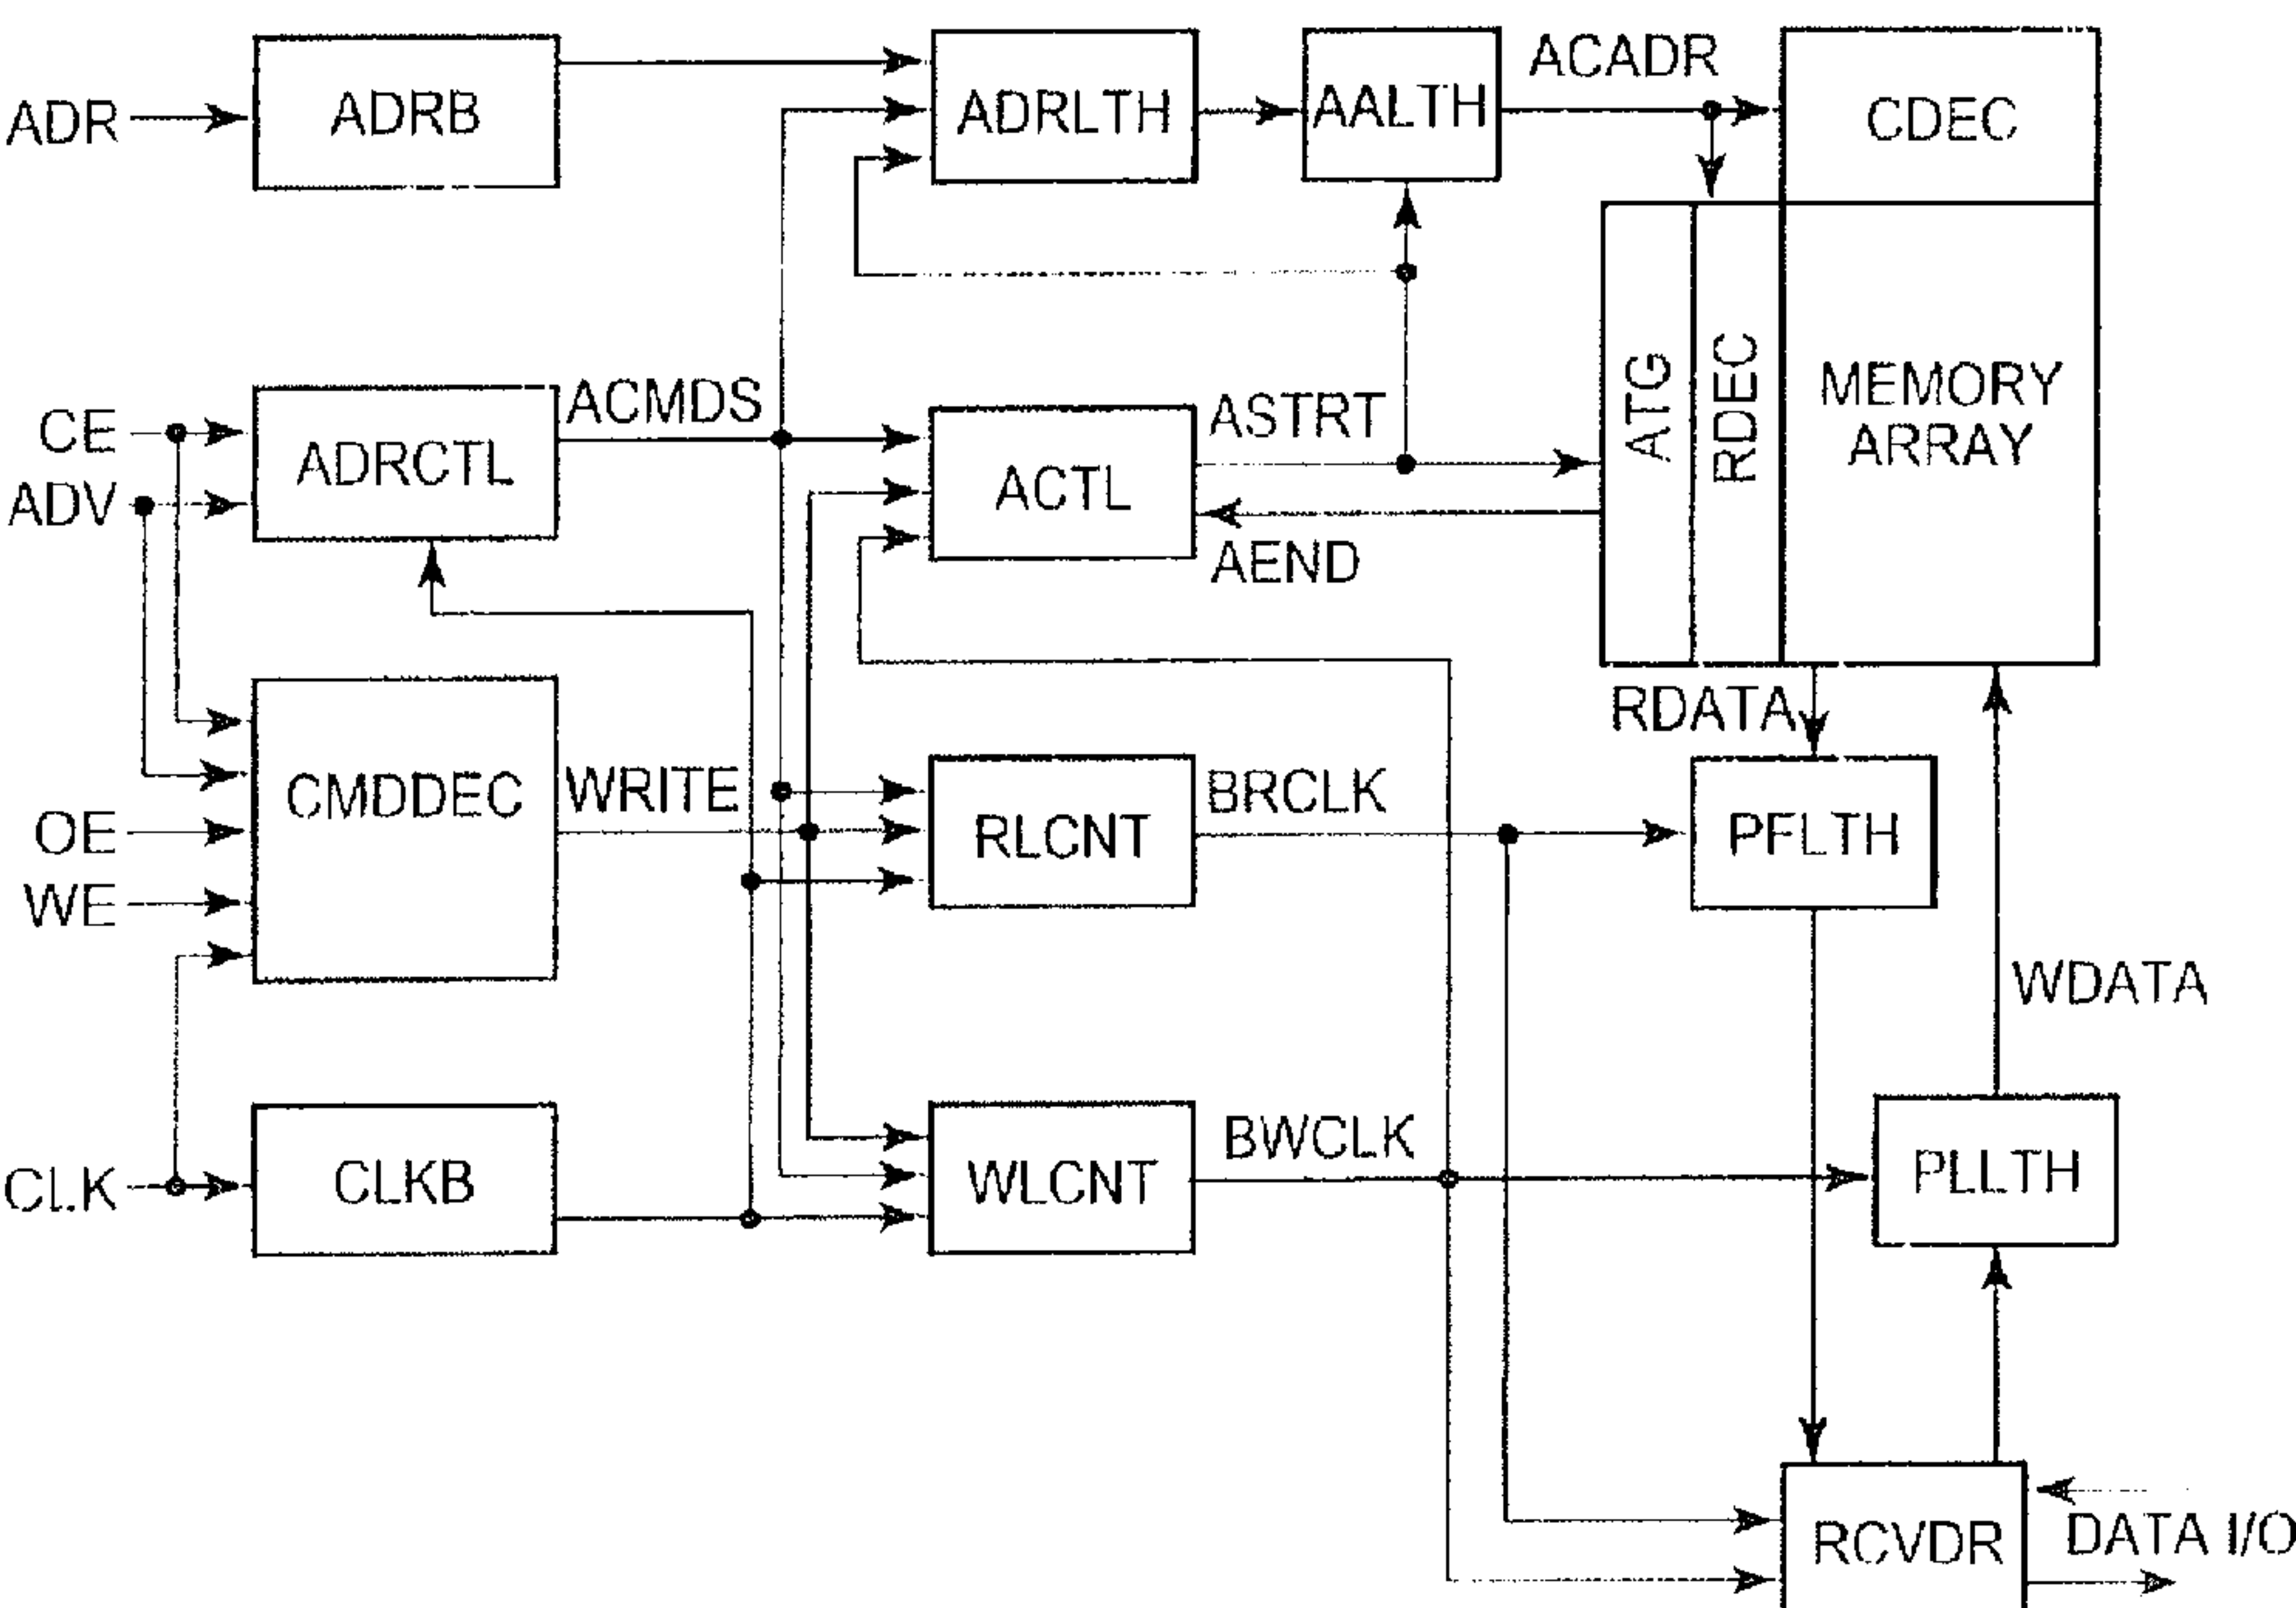 ACADR
ADR
ADRB
ADRLTH
AALTH
CDEC
CE
ADV
ADRCTL
ACMDS
ACTL
ASTRT
AEND
ATG
RDEC
MEMORY
ARRAY
RDATA
OE
WE
CMDDEC
WRITE
RLCNT
BRCLK
PFLTH
WDATA
CLK
CLKB
WLCNT
BWCLK
PLLTH
RCVDR
DATA I/O